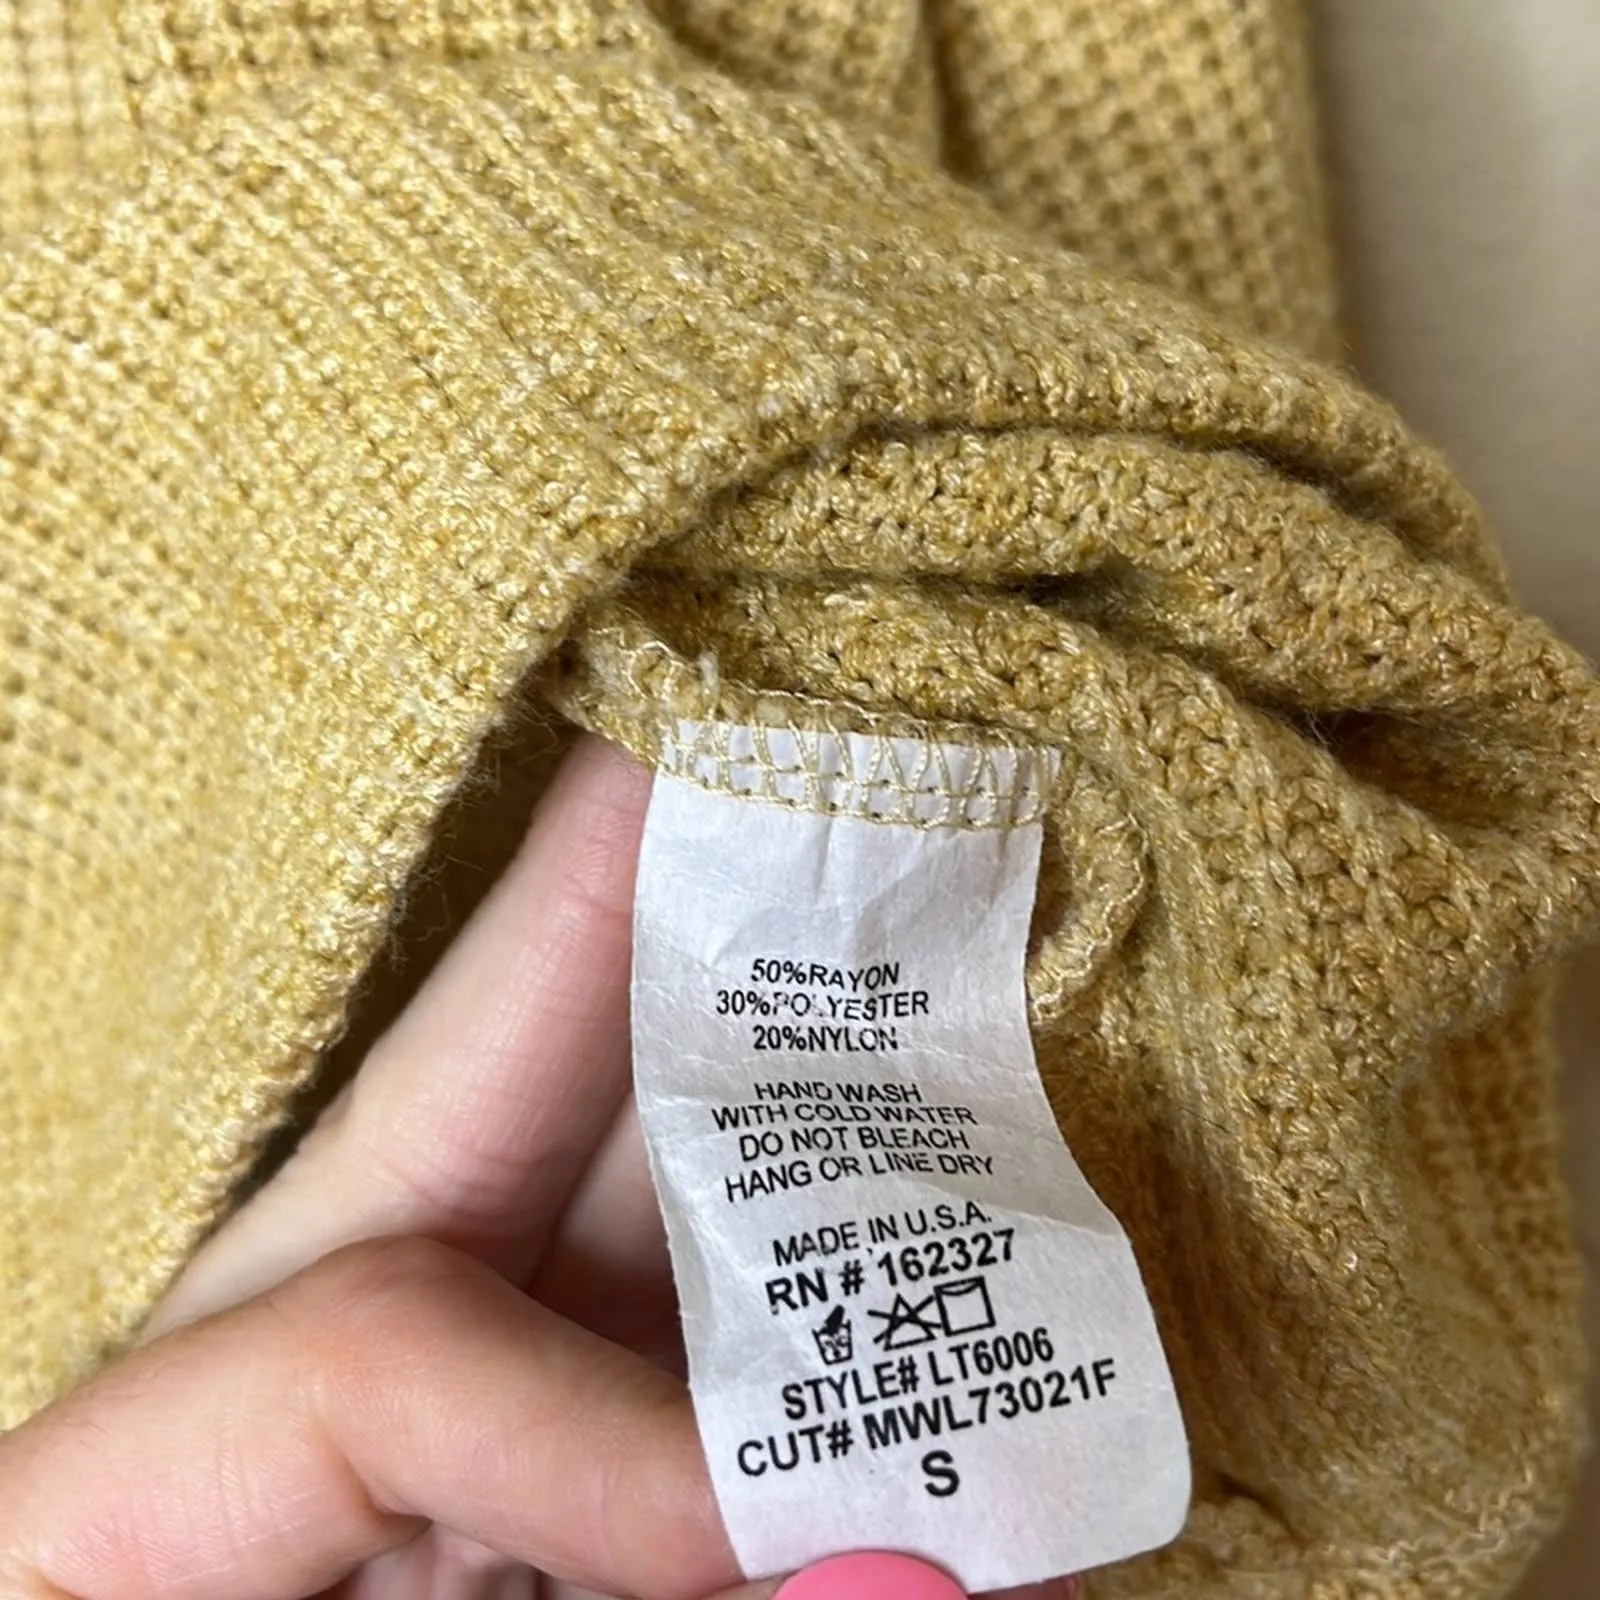 50%RAYON
30%POLYESTER
20%NYLON
HAND WASH
WITH COLD WATER
DO NOT BLEACH
HANG OR LINE DRY
MADE IN U.S.A.
RN # 162327
STYLE# LT6006
CUT# MWL73021F
S